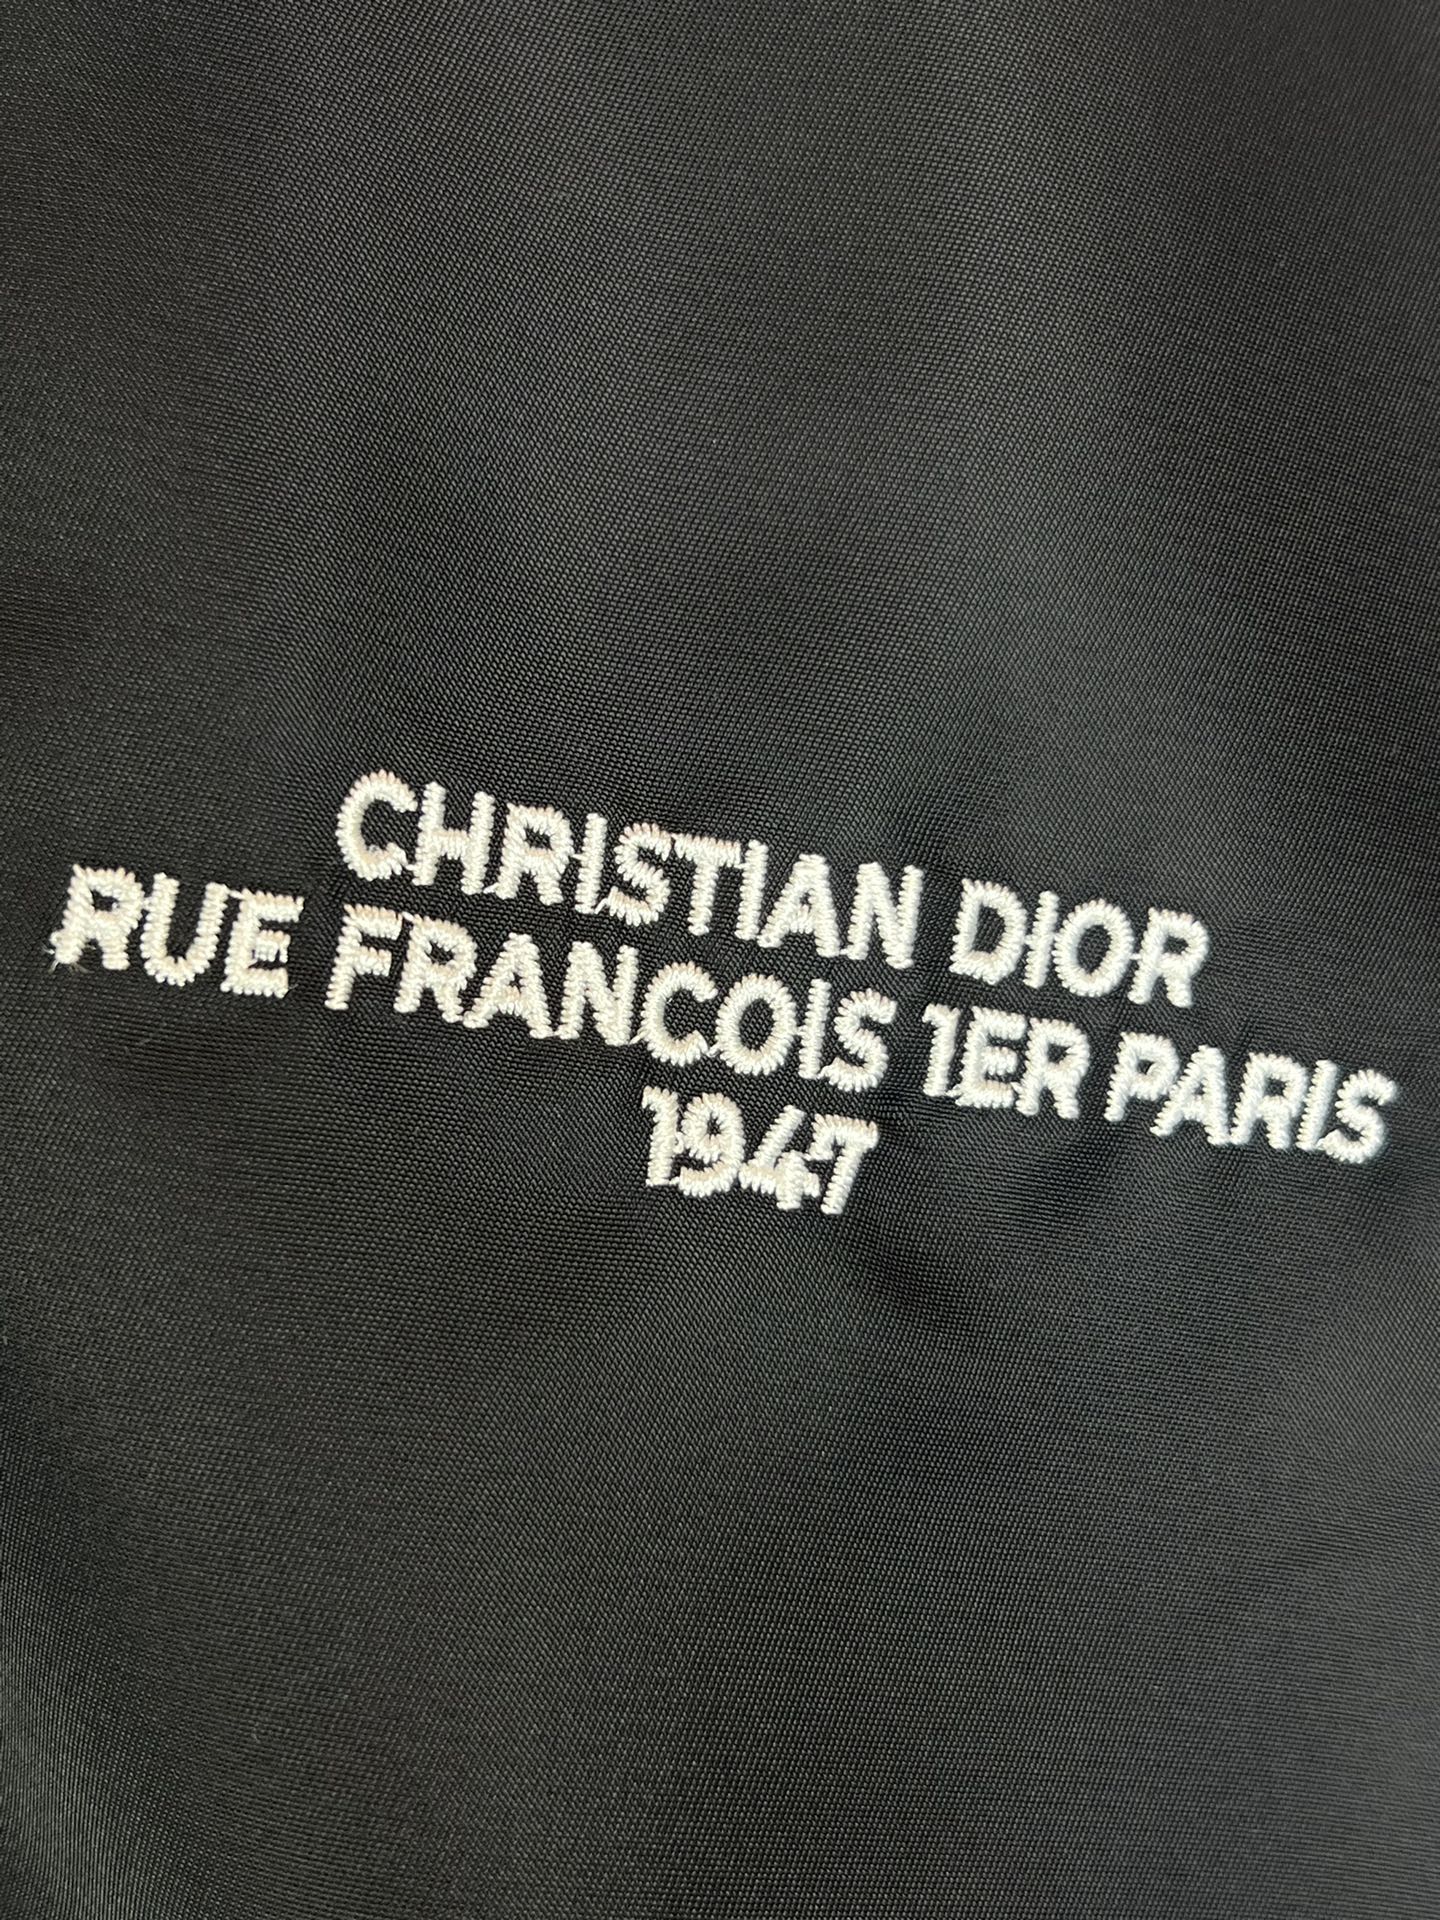 CHRISTIAN DIOR
RUE FRANCOIS 1ER PARIS
1947